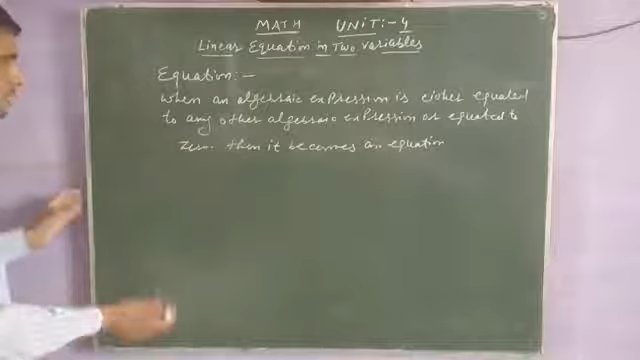 MATH UNIT:- 4
Linear Equation in Two variables
Equation:-
When an algebraic expression is either equated
to any other algebraic expression or equated to
zero. then it becomes an equation